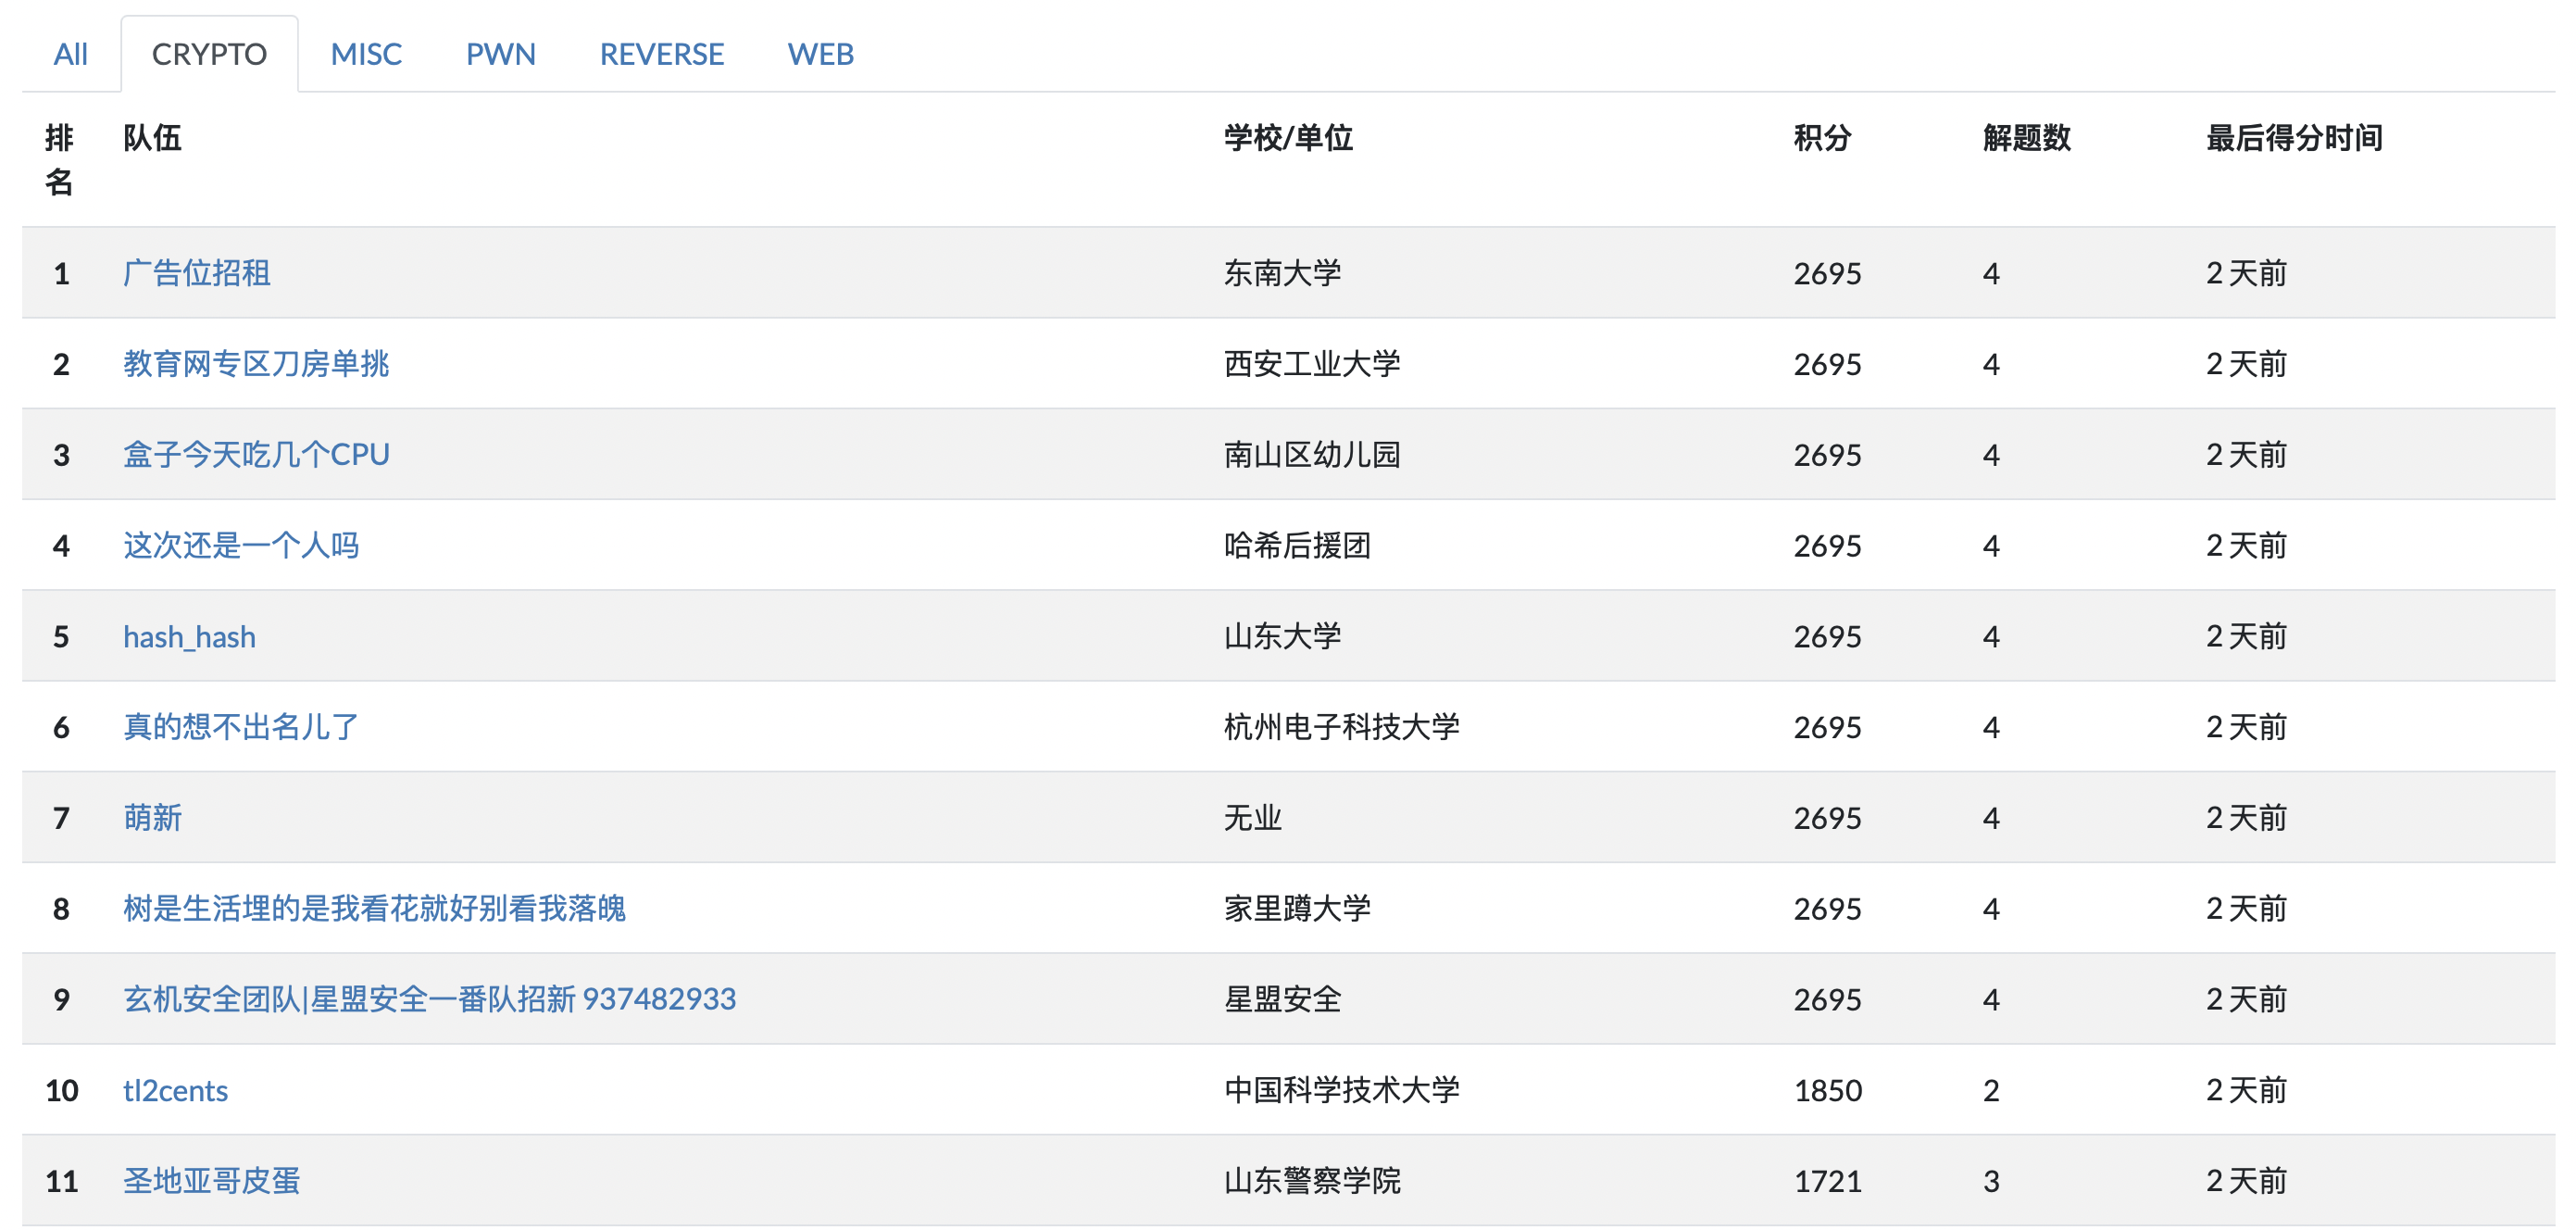 All CRYPTO MISC PWN REVERSE WEB
排名 队伍 学校/单位 积分 解题数 最后得分时间
1 广告位招租 东南大学 2695 4 2 天前
2 教育网专区刀房单挑 西安工业大学 2695 4 2 天前
3 盒子今天吃几个CPU 南山区幼儿园 2695 4 2 天前
4 这次还是一个人吗 哈希后援团 2695 4 2 天前
5 hash_hash 山东大学 2695 4 2 天前
6 真的想不出名儿了 杭州电子科技大学 2695 4 2 天前
7 萌新 无业 2695 4 2 天前
8 树是生活埋的是我看花就好别看我落魄 家里蹲大学 2695 4 2 天前
9 玄机安全团队|星盟安全一番队招新 937482933 星盟安全 2695 4 2 天前
10 tl2cents 中国科学技术大学 1850 2 2 天前
11 圣地亚哥皮蛋 山东警察学院 1721 3 2 天前